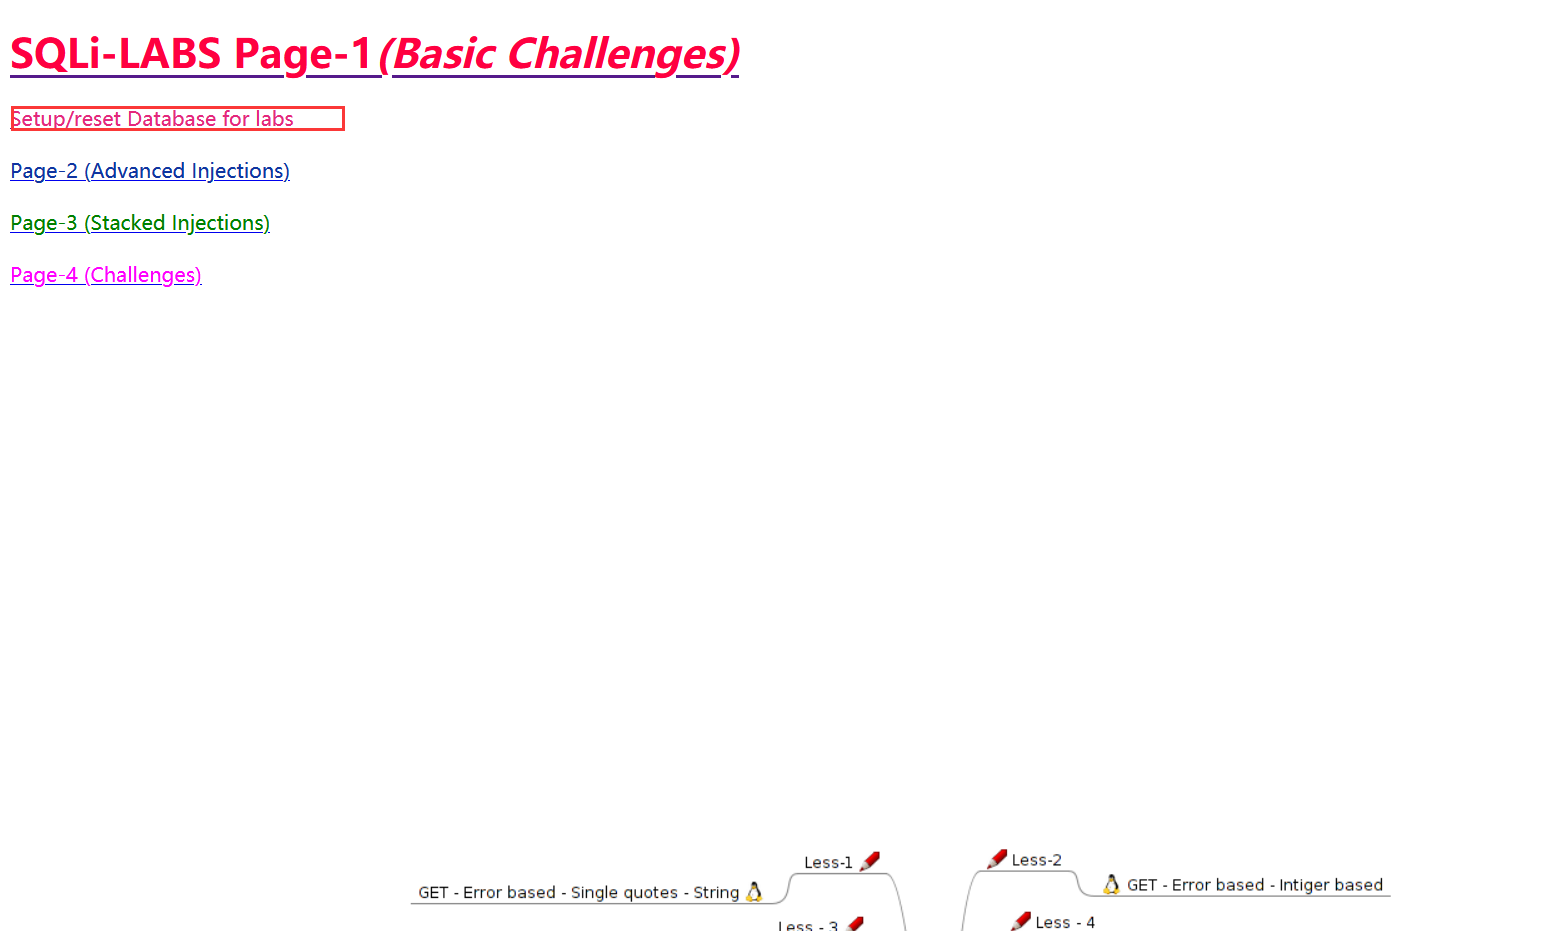 SQLi-LABS Page-1(Basic Challenges)
Setup/reset Database for labs
Page-2 (Advanced Injections)
Page-3 (Stacked Injections)
Page-4 (Challenges)
Less-1
Less-2
GET - Error based - Single quotes - String
GET - Error based - Intiger based
Less - 3
Less - 4